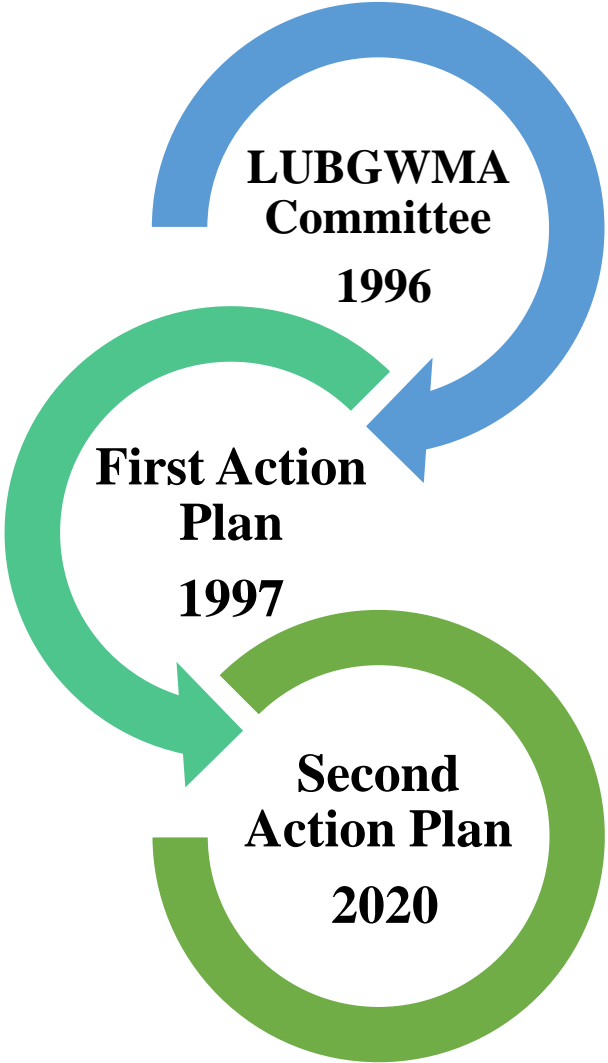 LUBGWMA
Committee
1996
First Action
Plan
1997
Second
Action Plan
2020